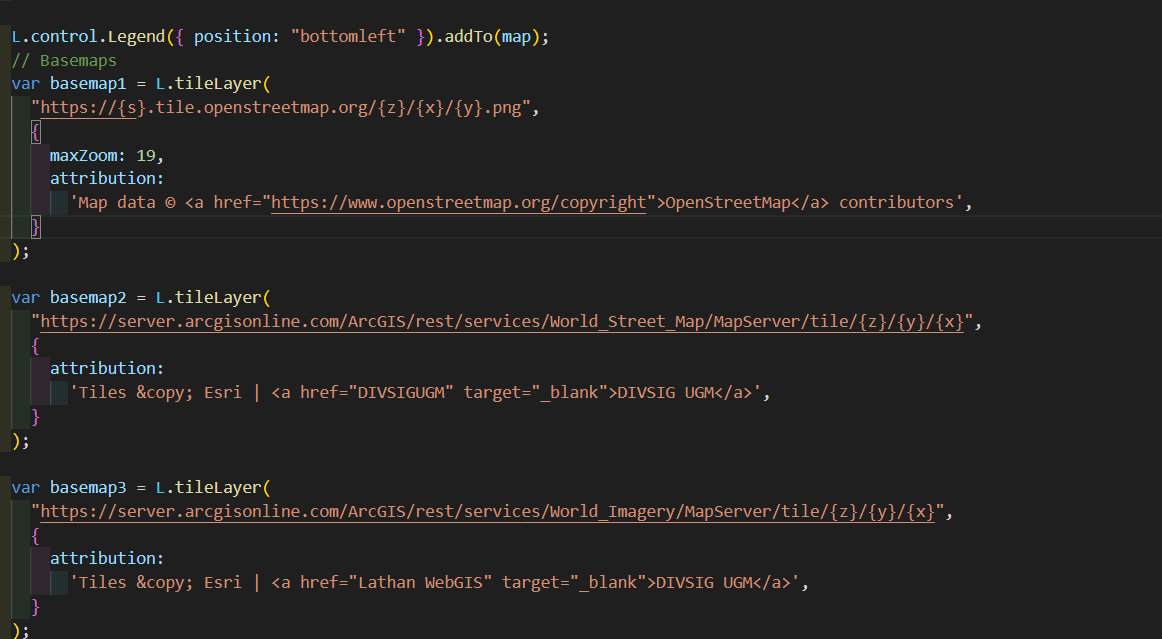 L.control.Legend({ position: "bottomleft" }).addTo(map);
// Basemaps
var basemap1 = L.tileLayer(
"https://{s}.tile.openstreetmap.org/{z}/{x}/{y}.png",
{
maxZoom: 19,
attribution:
'Map data © <a href="https://www.openstreetmap.org/copyright">OpenStreetMap</a> contributors',
}
);
var basemap2 = L.tileLayer(
"https://server.arcgisonline.com/ArcGIS/rest/services/World_Street_Map/MapServer/tile/{z}/{y}/{x}",
{
attribution:
'Tiles &copy; Esri | <a href="DIVSIGUGM" target="_blank">DIVSIG UGM</a>',
}
);
var basemap3 = L.tileLayer(
"https://server.arcgisonline.com/ArcGIS/rest/services/World_Imagery/MapServer/tile/{z}/{y}/{x}",
{
attribution:
'Tiles &copy; Esri | <a href="Lathan WebGIS" target="_blank">DIVSIG UGM</a>',
}
);